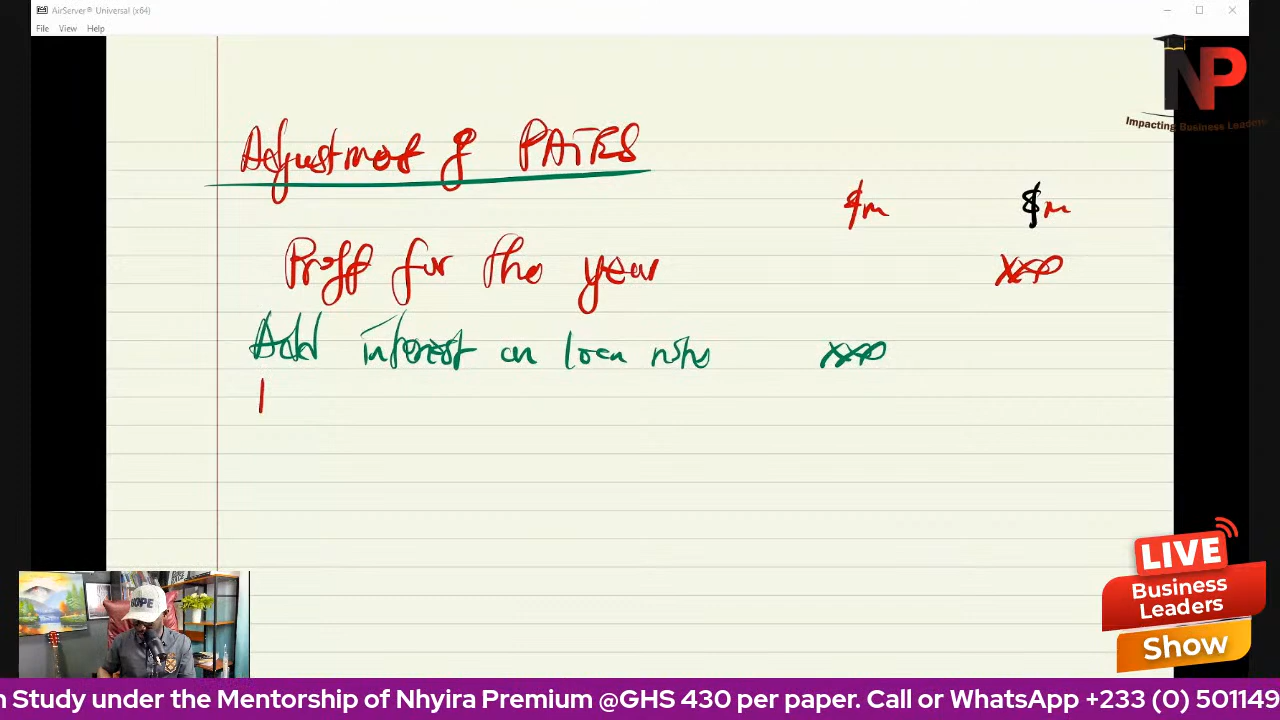 AirServer® Universal (x64)
File View Help
NP
Impacting Business Leaders
Adjustment of PATES
$m $m
Profit for the year xxx
Add interest on loan notes xxx
HOPE
LIVE
Business
Leaders
Show
n Study under the Mentorship of Nhyira Premium @GHS 430 per paper. Call or WhatsApp +233 (0) 501149